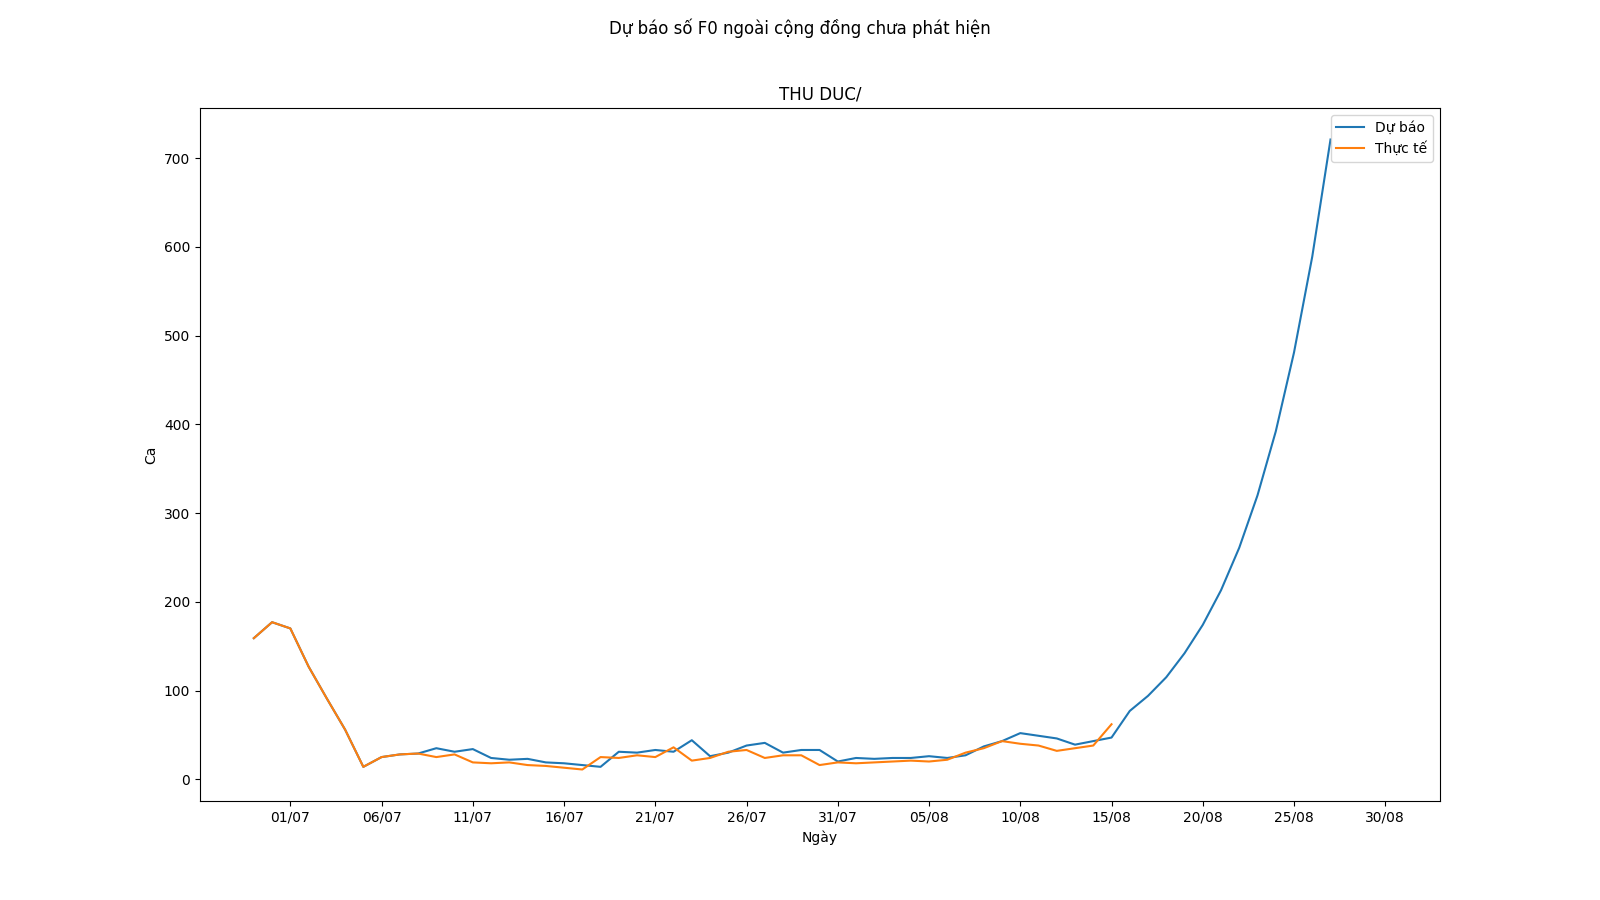 Dự báo số F0 ngoài cộng đồng chưa phát hiện
THU DUC/
Dự báo
Thực tế
700
600
500
400
300
200
100
0
Ca
01/07 06/07 11/07 16/07 21/07 26/07 31/07 05/08 10/08 15/08 20/08 25/08 30/08
Ngày